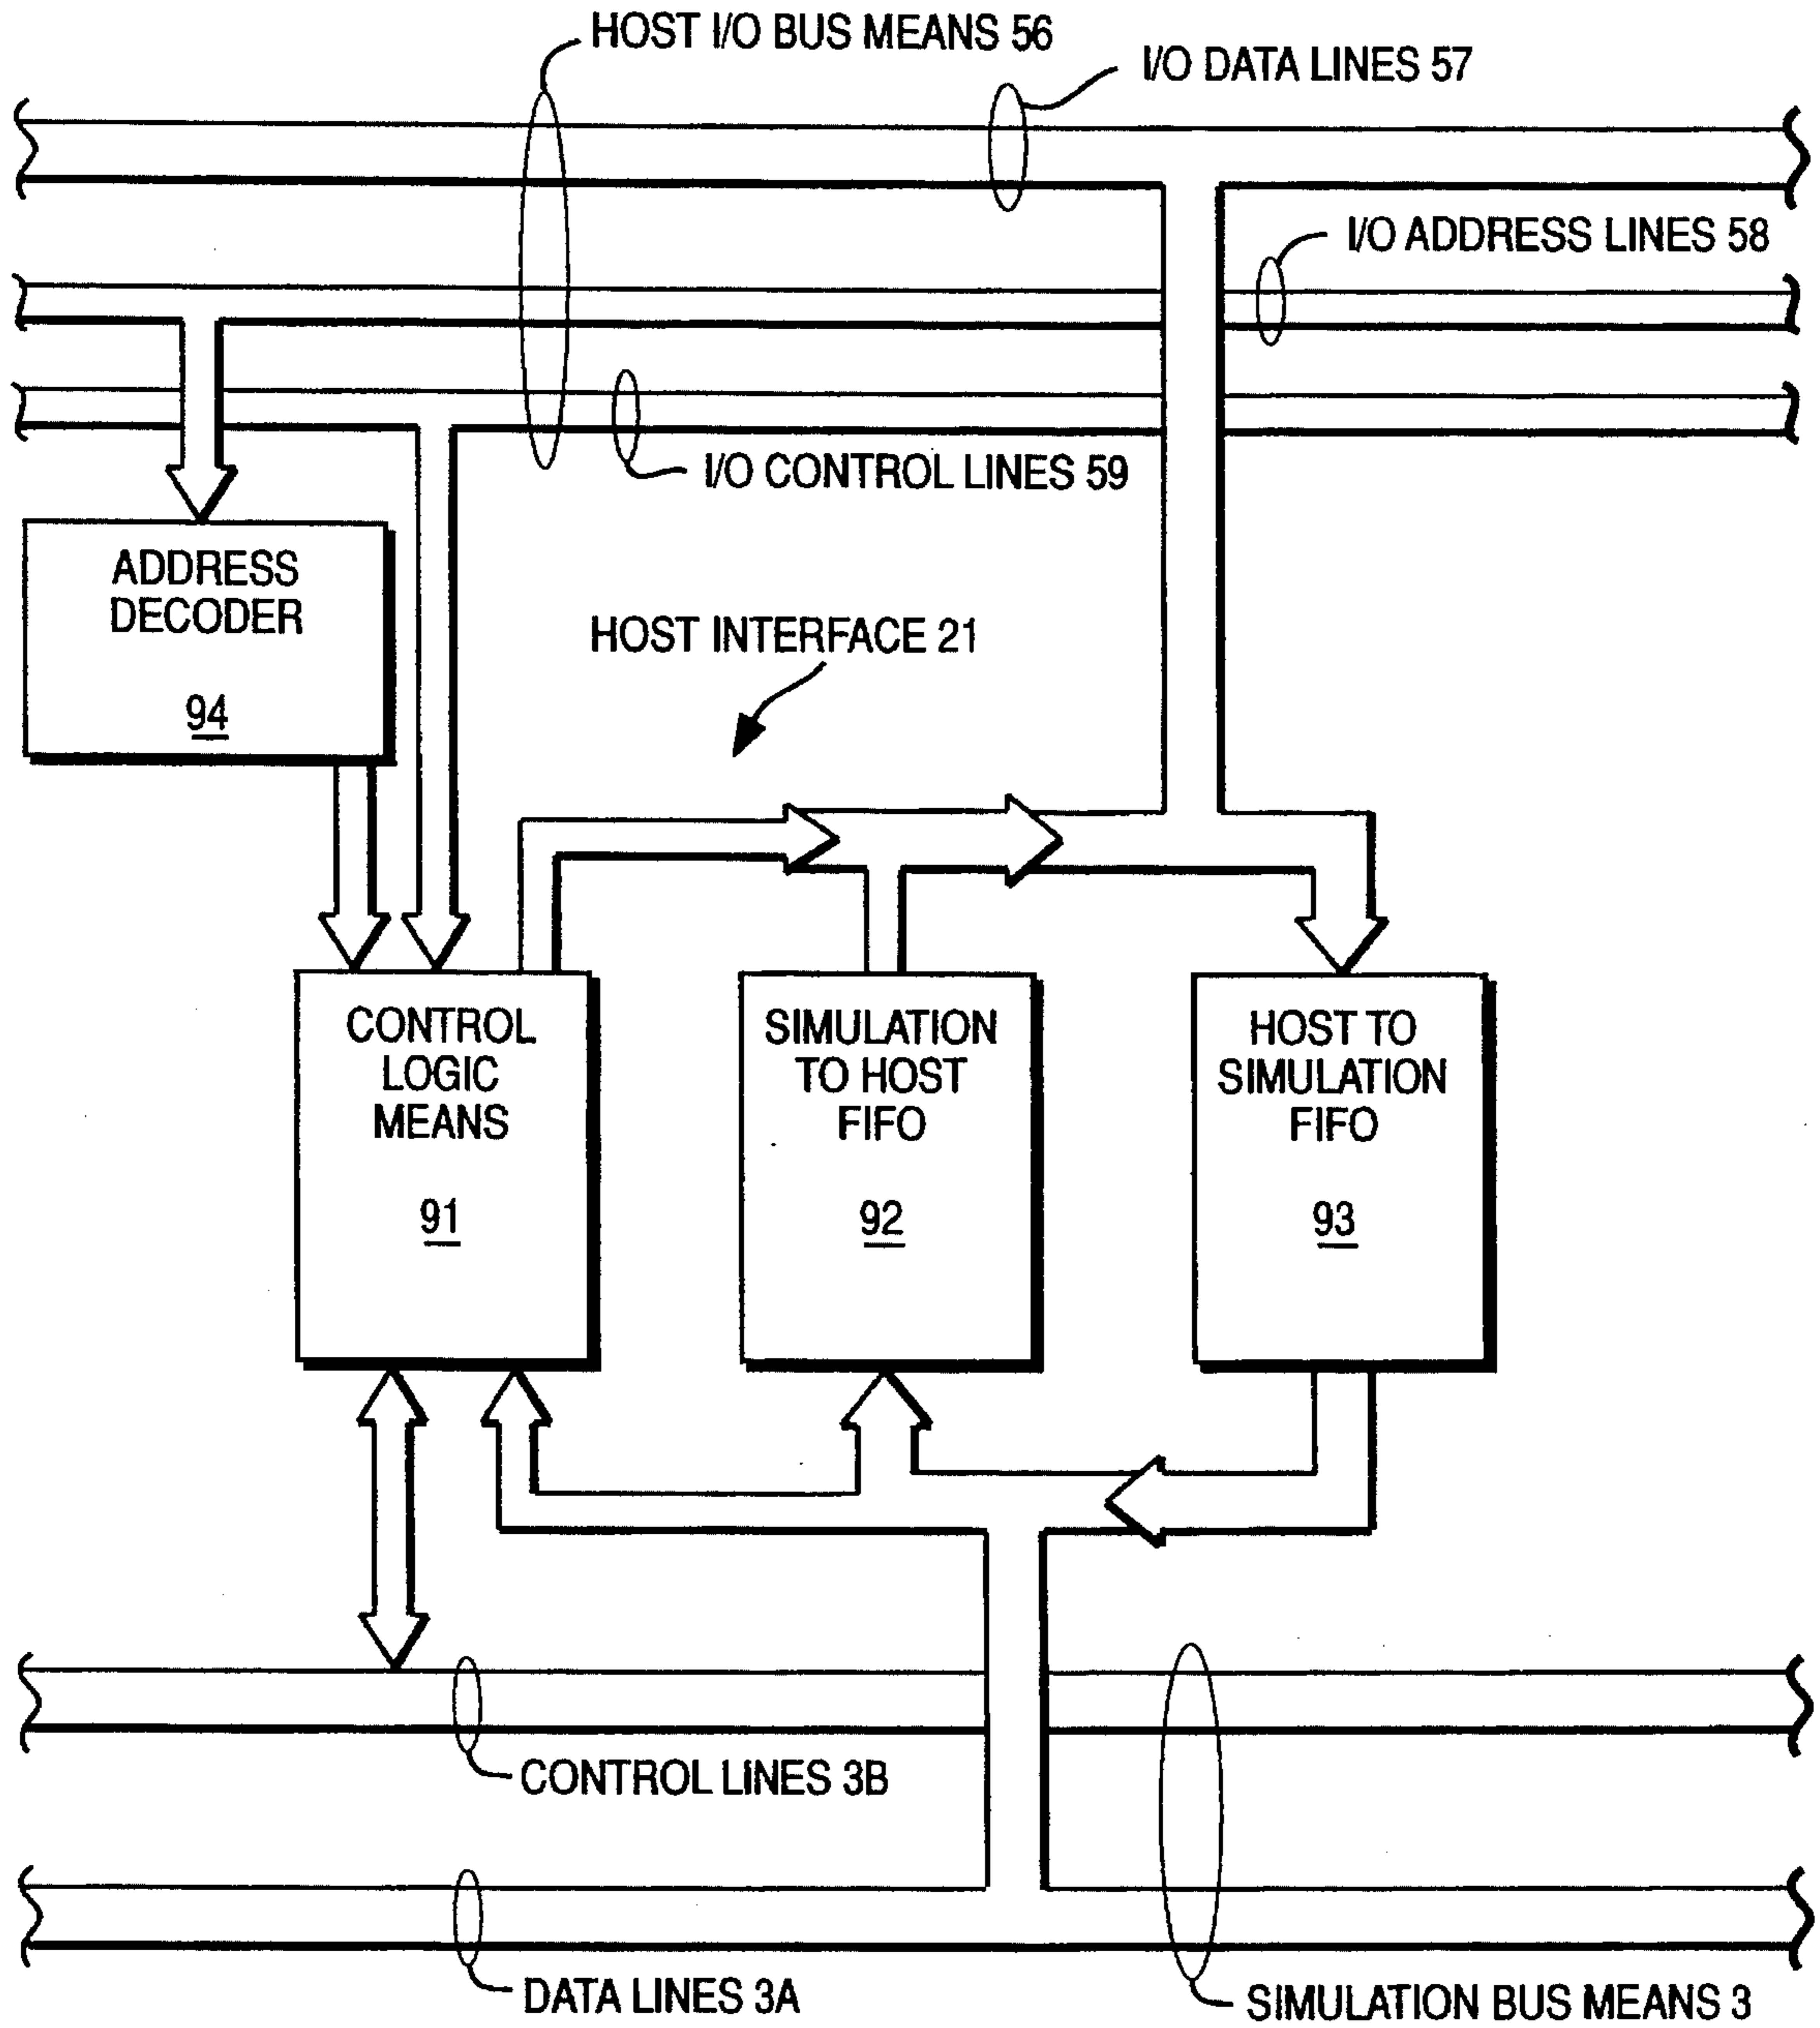 HOST I/O BUS MEANS 56
I/O DATA LINES 57
I/O ADDRESS LINES 58
I/O CONTROL LINES 59
ADDRESS
DECODER
94
HOST INTERFACE 21
CONTROL
LOGIC
MEANS
91
SIMULATION
TO HOST
FIFO
92
HOST TO
SIMULATION
FIFO
93
CONTROL LINES 3B
DATA LINES 3A
SIMULATION BUS MEANS 3